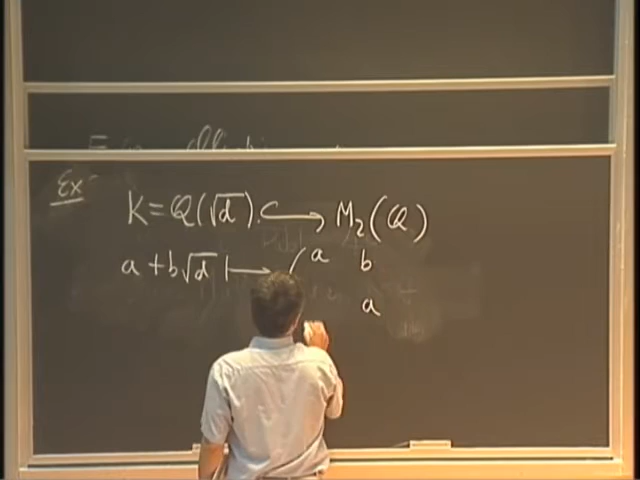 Ex
K = Q(√d) ↪ M₂(Q)
a + b√d ↦ ( a b
a